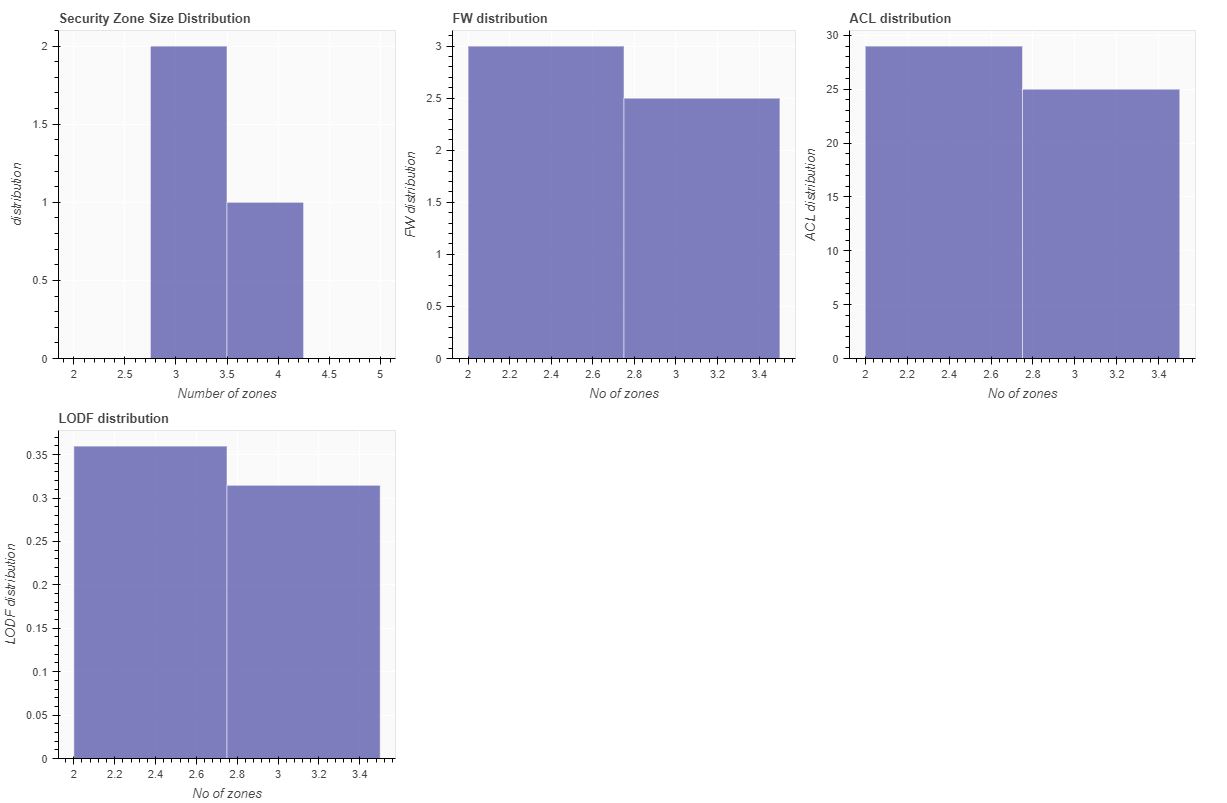 Security Zone Size Distribution
distribution
2
1.5
1
0.5
0
2 2.5 3 3.5 4 4.5 5
Number of zones
FW distribution
FW distribution
3
2.5
2
1.5
1
0.5
0
2 2.2 2.4 2.6 2.8 3 3.2 3.4
No of zones
ACL distribution
ACL distribution
30
25
20
15
10
5
0
2 2.2 2.4 2.6 2.8 3 3.2 3.4
No of zones
LODF distribution
LODF distribution
0.35
0.3
0.25
0.2
0.15
0.1
0.05
0
2 2.2 2.4 2.6 2.8 3 3.2 3.4
No of zones